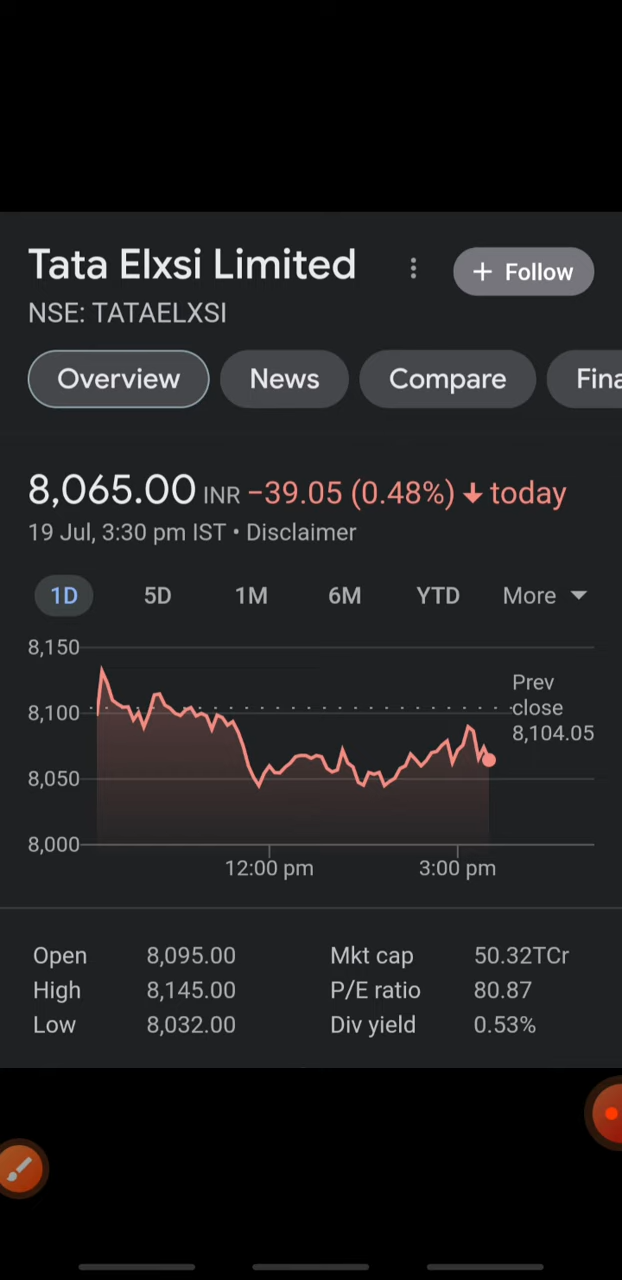 Tata Elxsi Limited
+ Follow
NSE: TATAELXSI
Overview News Compare Fina
8,065.00 INR −39.05 (0.48%) ↓ today
19 Jul, 3:30 pm IST • Disclaimer
1D 5D 1M 6M YTD More
8,150
8,100
8,050
8,000
Prev
close
8,104.05
12:00 pm 3:00 pm
Open 8,095.00 Mkt cap 50.32TCr
High 8,145.00 P/E ratio 80.87
Low 8,032.00 Div yield 0.53%